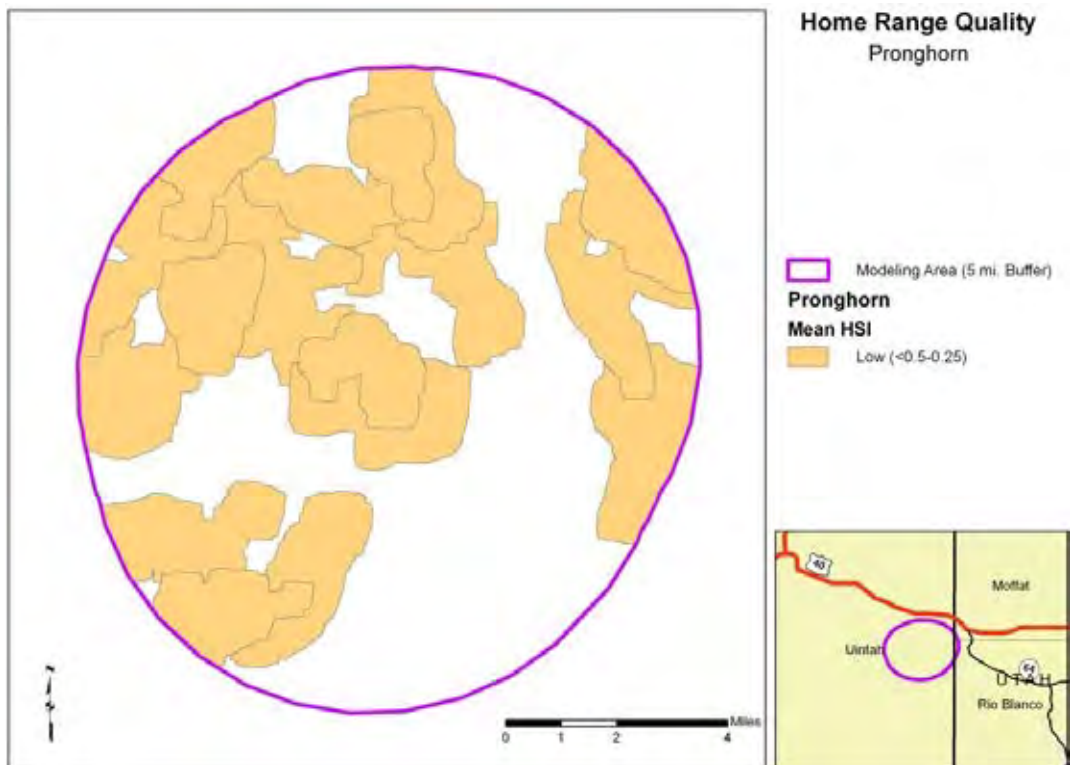 Home Range Quality
Pronghorn
Modeling Area (5 mi. Buffer)
Pronghorn
Mean HSI
Low (<0.5-0.25)
Miles
0 1 2 4
40
Moffat
Uintah
64
UTAH
Rio Blanco